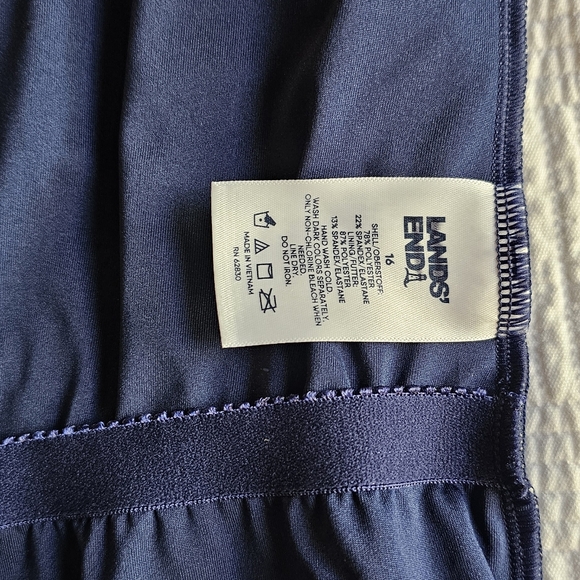 LANDS'
END
16
SHELL/OBERSTOFF:
78% POLYESTER
22% SPANDEX/ELASTANE
LINING/FUTTER:
87% POLYESTER
13% SPANDEX/ELASTANE
HAND WASH COLD.
WASH DARK COLORS SEPARATELY.
ONLY NON-CHLORINE BLEACH WHEN
NEEDED.
LINE DRY.
DO NOT IRON.
MADE IN VIETNAM
RN 62830